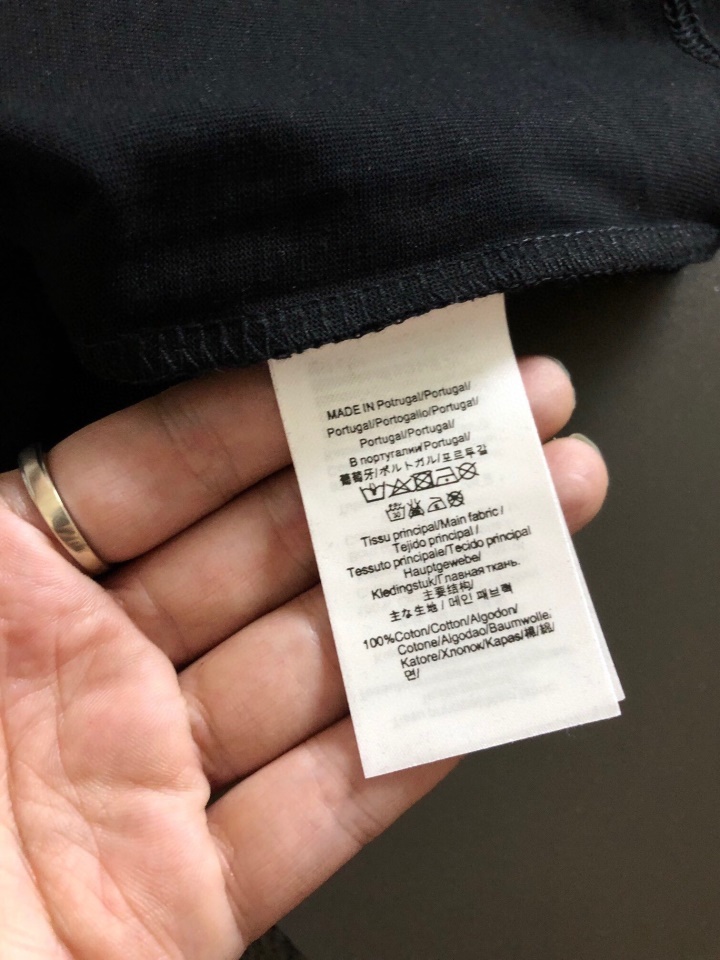 MADE IN Potrugal/Portugal/
Portugal/Portogallo/Portugal/
Portugal/Portugal/
В португалии/Portugal/
葡萄牙/ポルトガル/포르투갈
Tissu principal/Main fabric /
Tejido principal /
Tessuto principale/Tecido principal
Hauptgewebe/
Kledingstuk/Главная ткань.
主要结构/
主な生地 / 메인 패브릭
100%Coton/Cotton/Algodon/
Cotone/Algodao/Baumwolle:
Katore/Хлопок/Kapas/棉/綿/
면/